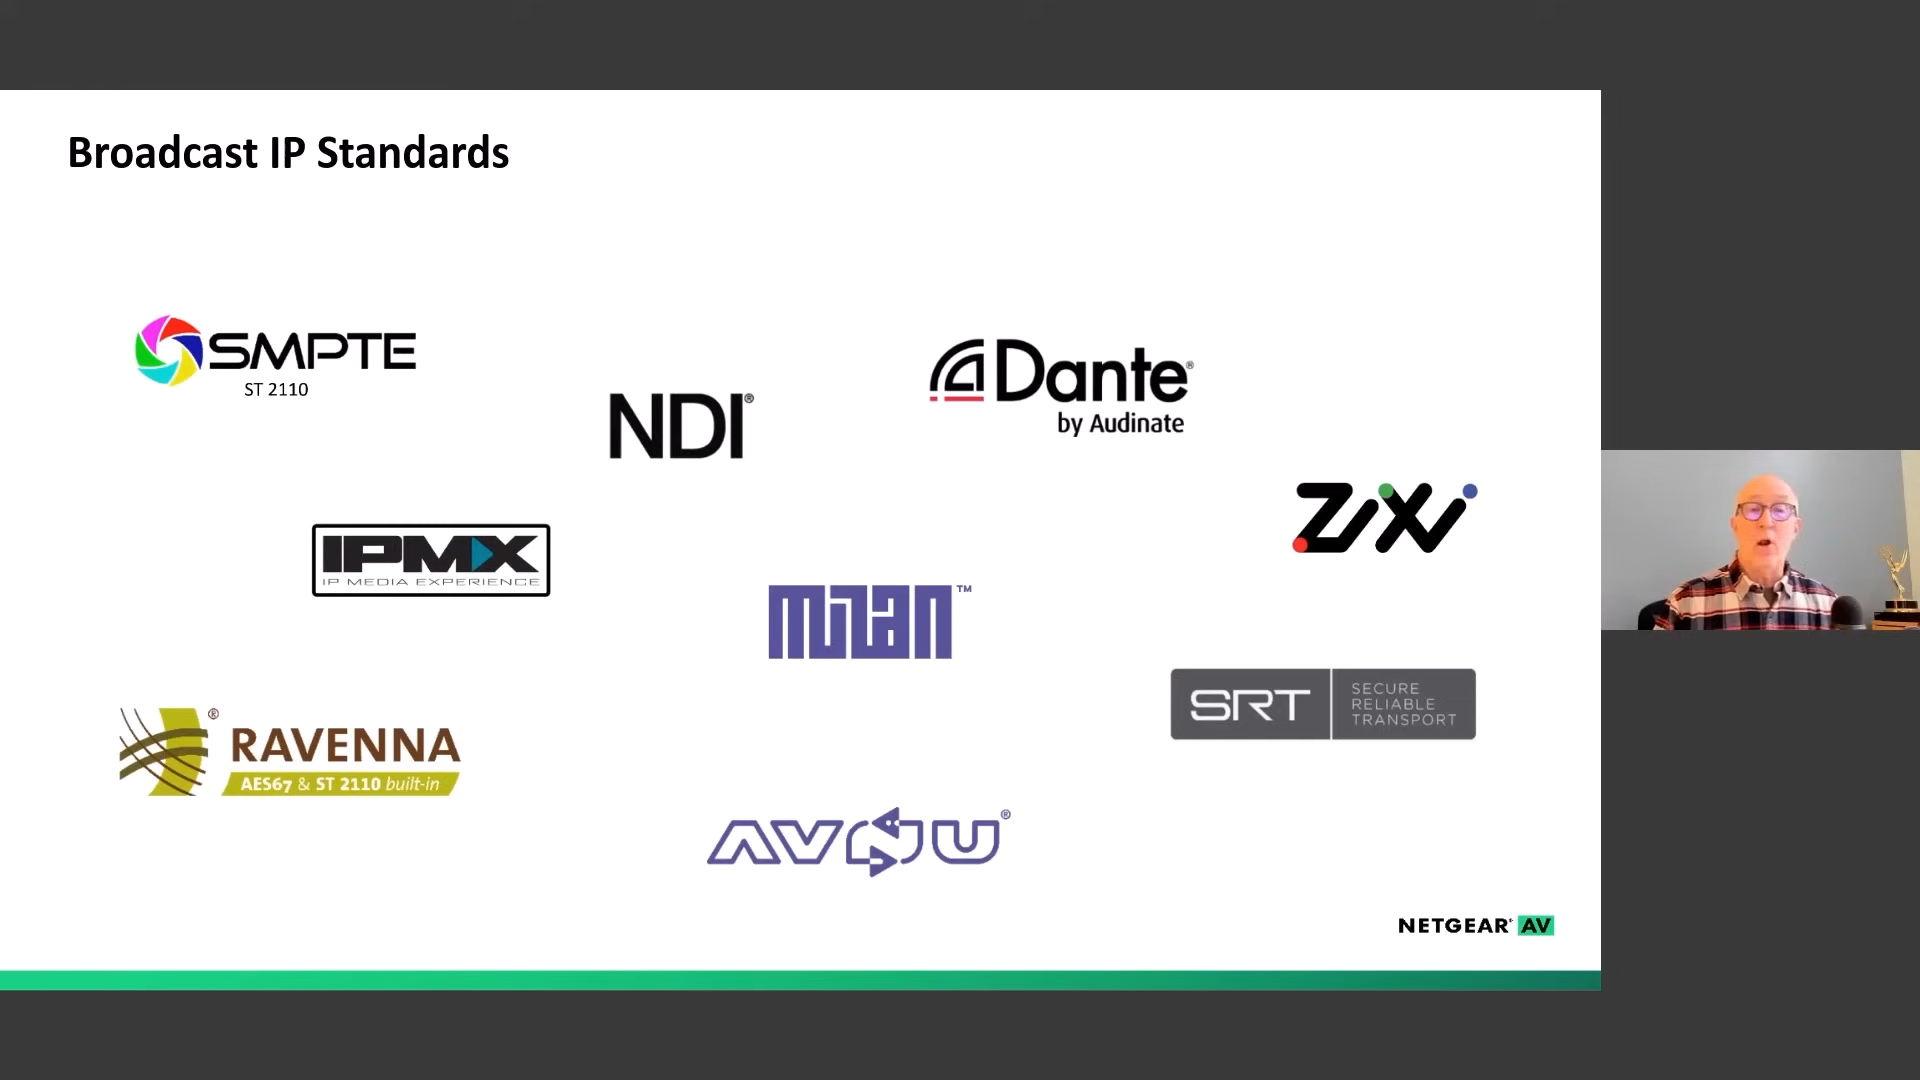 Broadcast IP Standards
SMPTE
ST 2110
NDI®
Dante®
by Audinate
ZiXi
IPMX
IP MEDIA EXPERIENCE
milan™
SRT
SECURE
RELIABLE
TRANSPORT
®
RAVENNA
AES67 & ST 2110 built-in
AVNU®
NETGEAR® AV